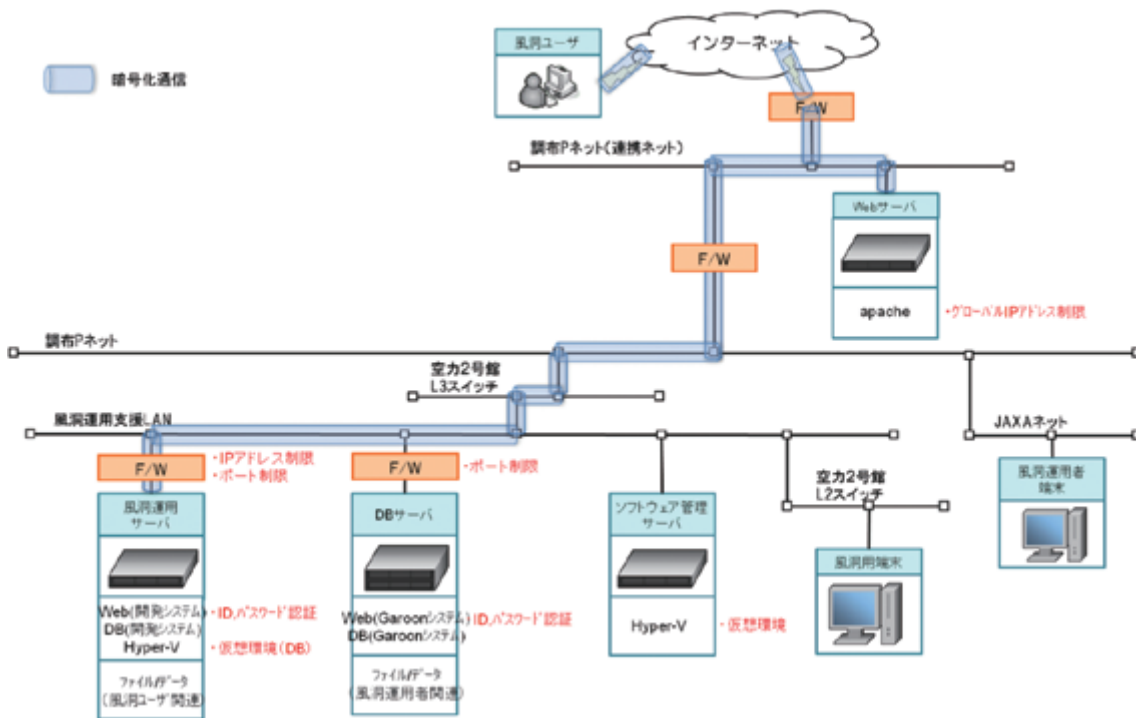 風洞ユーザ
インターネット
暗号化通信
F/W
調布Pネット(連携ネット)
Webサーバ
F/W
apache
・グローバルIPアドレス制限
調布Pネット
空力2号館
L3スイッチ
風洞運用支援LAN
JAXAネット
F/W
・IPアドレス制限
・ポート制限
F/W
・ポート制限
空力2号館
L2スイッチ
風洞運用者
端末
風洞運用
サーバ
DBサーバ
ソフトウェア管理
サーバ
風洞用端末
Web(開発システム)
・ID,パスワード認証
DB(開発システム)
Hyper-V
・仮想環境(DB)
Web(Garoonシステム)
ID,パスワード認証
DB(Garoonシステム)
Hyper-V
・仮想環境
ファイル/データ
(風洞ユーザ関連)
ファイル/データ
(風洞運用者関連)